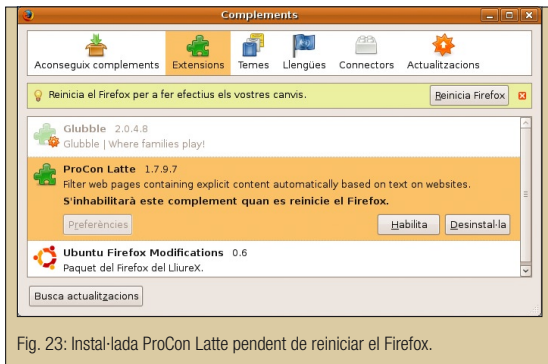 Complements
Aconseguix complements Extensions Temes Llengües Connectors Actualitzacions
Reinicia el Firefox per a fer efectius els vostres canvis. Reinicia Firefox
Glubble 2.0.4.8
Glubble | Where families play!
ProCon Latte 1.7.9.7
Filter web pages containing explicit content automatically based on text on websites.
S'inhabilitarà este complement quan es reinicie el Firefox.
Preferències Habilita Desinstal·la
Ubuntu Firefox Modifications 0.6
Paquet del Firefox del LliureX.
Busca actualitzacions
Fig. 23: Instal·lada ProCon Latte pendent de reiniciar el Firefox.